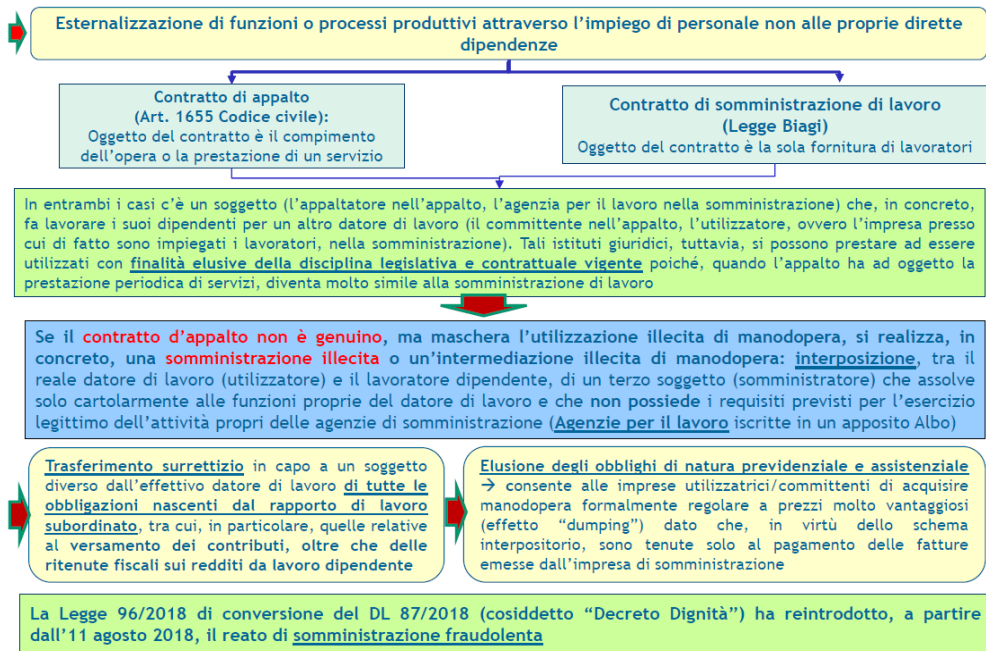 Esternalizzazione di funzioni o processi produttivi attraverso l'impiego di personale non alle proprie dirette
dipendenze
Contratto di appalto
(Art. 1655 Codice civile):
Oggetto del contratto è il compimento
dell'opera o la prestazione di un servizio
Contratto di somministrazione di lavoro
(Legge Biagi)
Oggetto del contratto è la sola fornitura di lavoratori
In entrambi i casi c'è un soggetto (l'appaltatore nell'appalto, l'agenzia per il lavoro nella somministrazione) che, in concreto,
fa lavorare i suoi dipendenti per un altro datore di lavoro (il committente nell'appalto, l'utilizzatore, ovvero l'impresa presso
cui di fatto sono impiegati i lavoratori, nella somministrazione). Tali istituti giuridici, tuttavia, si possono prestare ad essere
utilizzati con finalità elusive della disciplina legislativa e contrattuale vigente poiché, quando l'appalto ha ad oggetto la
prestazione periodica di servizi, diventa molto simile alla somministrazione di lavoro
Se il contratto d'appalto non è genuino, ma maschera l'utilizzazione illecita di manodopera, si realizza, in
concreto, una somministrazione illecita o un'intermediazione illecita di manodopera: interposizione, tra il
reale datore di lavoro (utilizzatore) e il lavoratore dipendente, di un terzo soggetto (somministratore) che assolve
solo cartolarmente alle funzioni proprie del datore di lavoro e che non possiede i requisiti previsti per l'esercizio
legittimo dell'attività propri delle agenzie di somministrazione (Agenzie per il lavoro iscritte in un apposito Albo)
Trasferimento surrettizio in capo a un soggetto
diverso dall'effettivo datore di lavoro di tutte le
obbligazioni nascenti dal rapporto di lavoro
subordinato, tra cui, in particolare, quelle relative
al versamento dei contributi, oltre che delle
ritenute fiscali sui redditi da lavoro dipendente
Elusione degli obblighi di natura previdenziale e assistenziale
→ consente alle imprese utilizzatrici/committenti di acquisire
manodopera formalmente regolare a prezzi molto vantaggiosi
(effetto "dumping") dato che, in virtù dello schema
interpositorio, sono tenute solo al pagamento delle fatture
emesse dall'impresa di somministrazione
La Legge 96/2018 di conversione del DL 87/2018 (cosiddetto "Decreto Dignità") ha reintrodotto, a partire
dall'11 agosto 2018, il reato di somministrazione fraudolenta